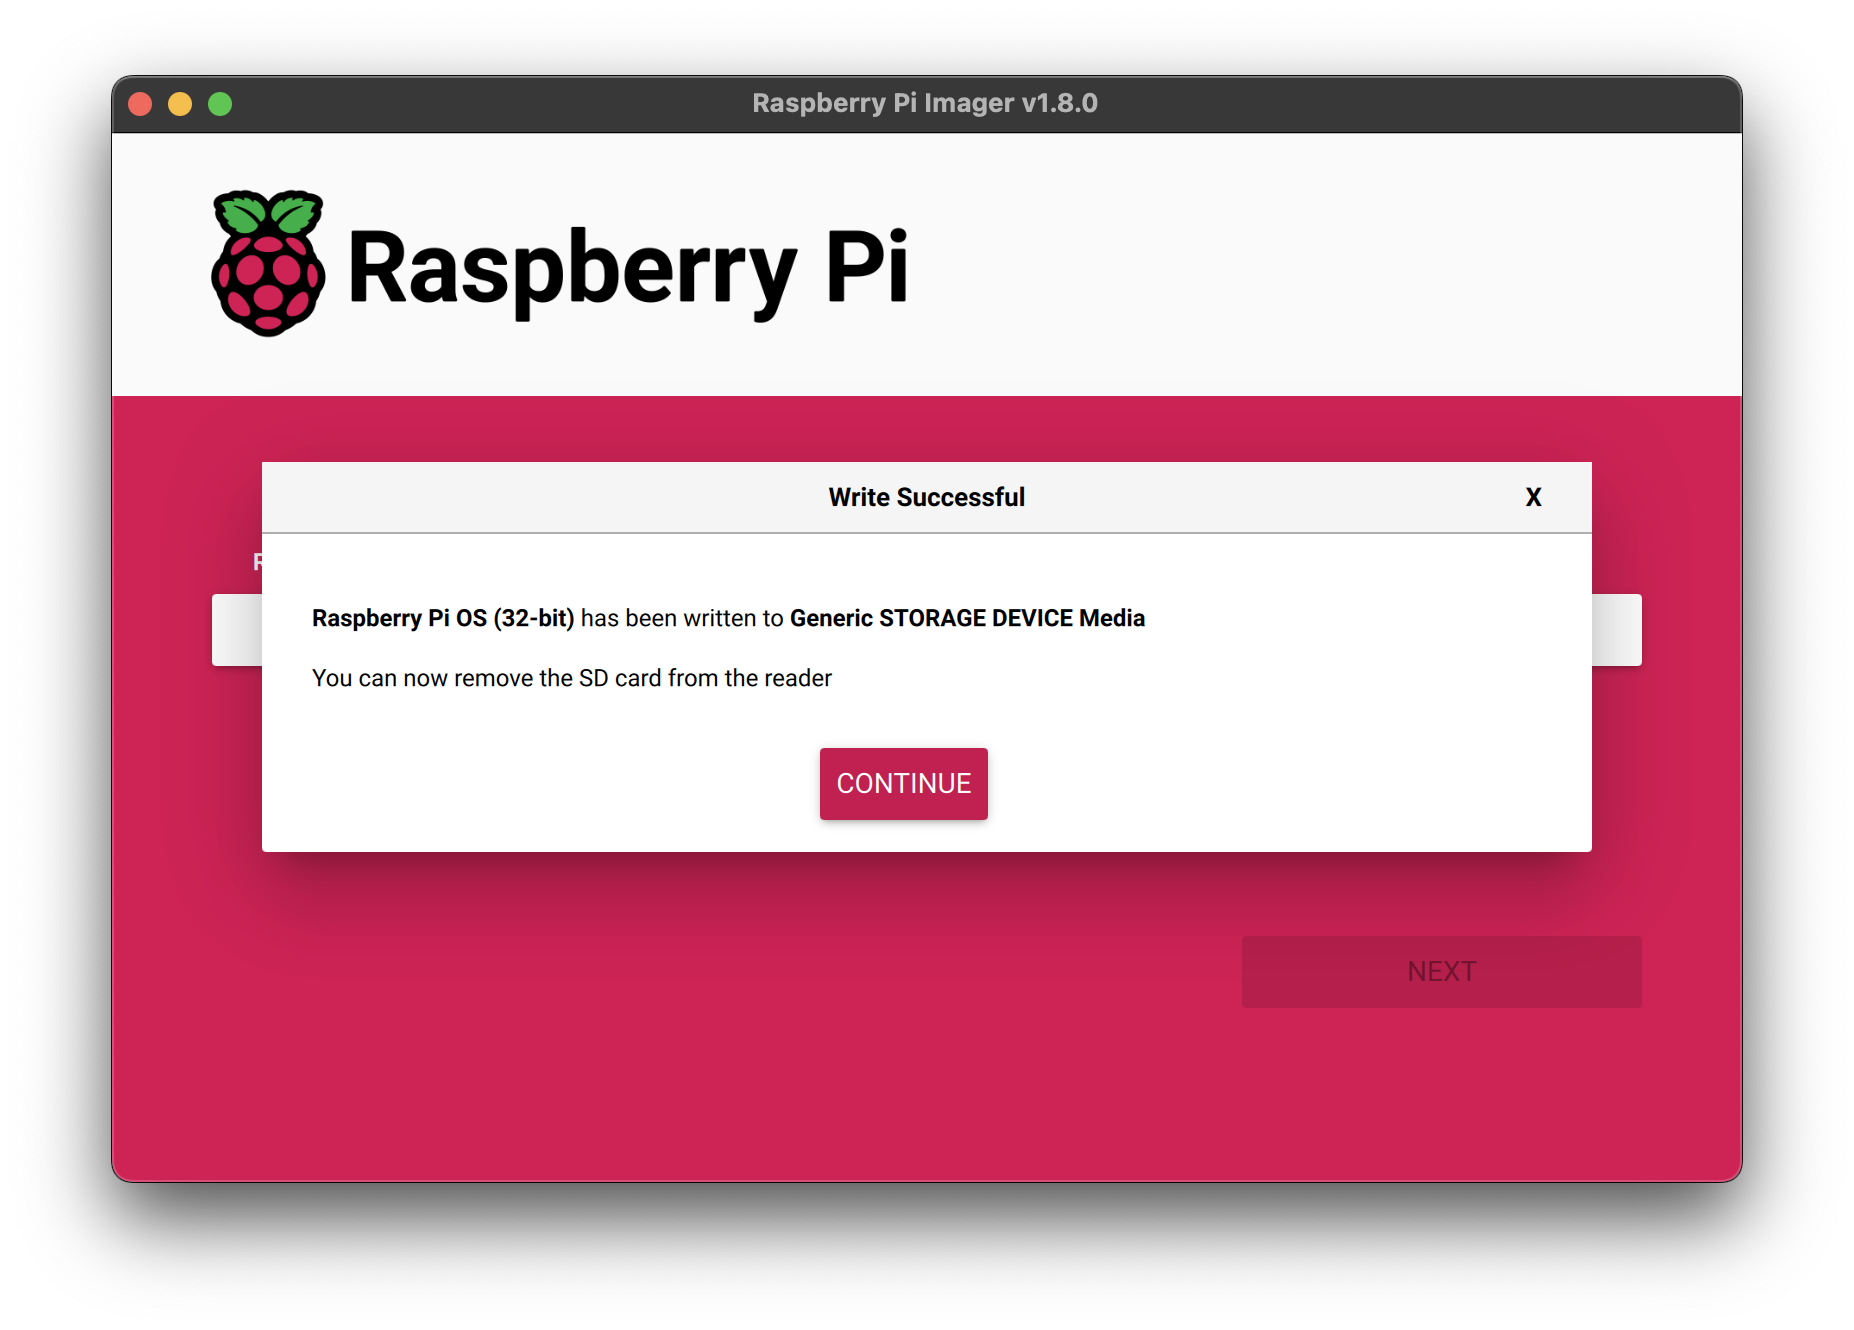 Raspberry Pi Imager v1.8.0
Raspberry Pi
Write Successful X
Raspberry Pi OS (32-bit) has been written to Generic STORAGE DEVICE Media
You can now remove the SD card from the reader
CONTINUE
NEXT